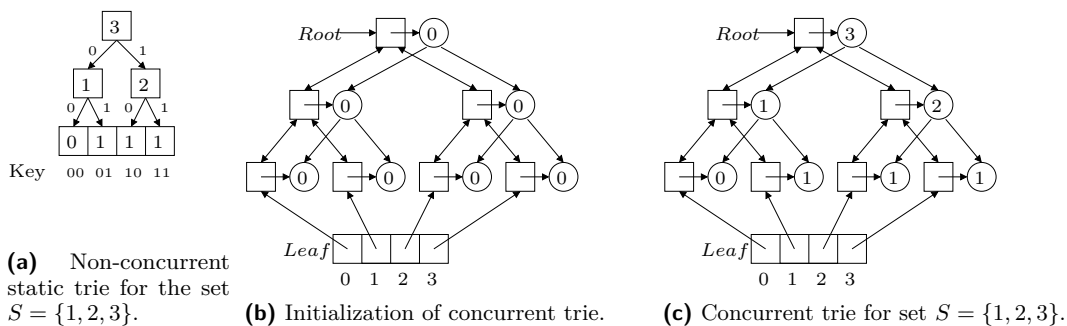 3
0 1
1 2
0 1 0 1
0 1 1 1
Key 00 01 10 11
(a) Non-concurrent
static trie for the set
S = {1, 2, 3}.
Root 0
0 0
0 0 0 0
Leaf
0 1 2 3
(b) Initialization of concurrent trie.
Root 3
1 2
0 1 1 1
Leaf
0 1 2 3
(c) Concurrent trie for set S = {1, 2, 3}.